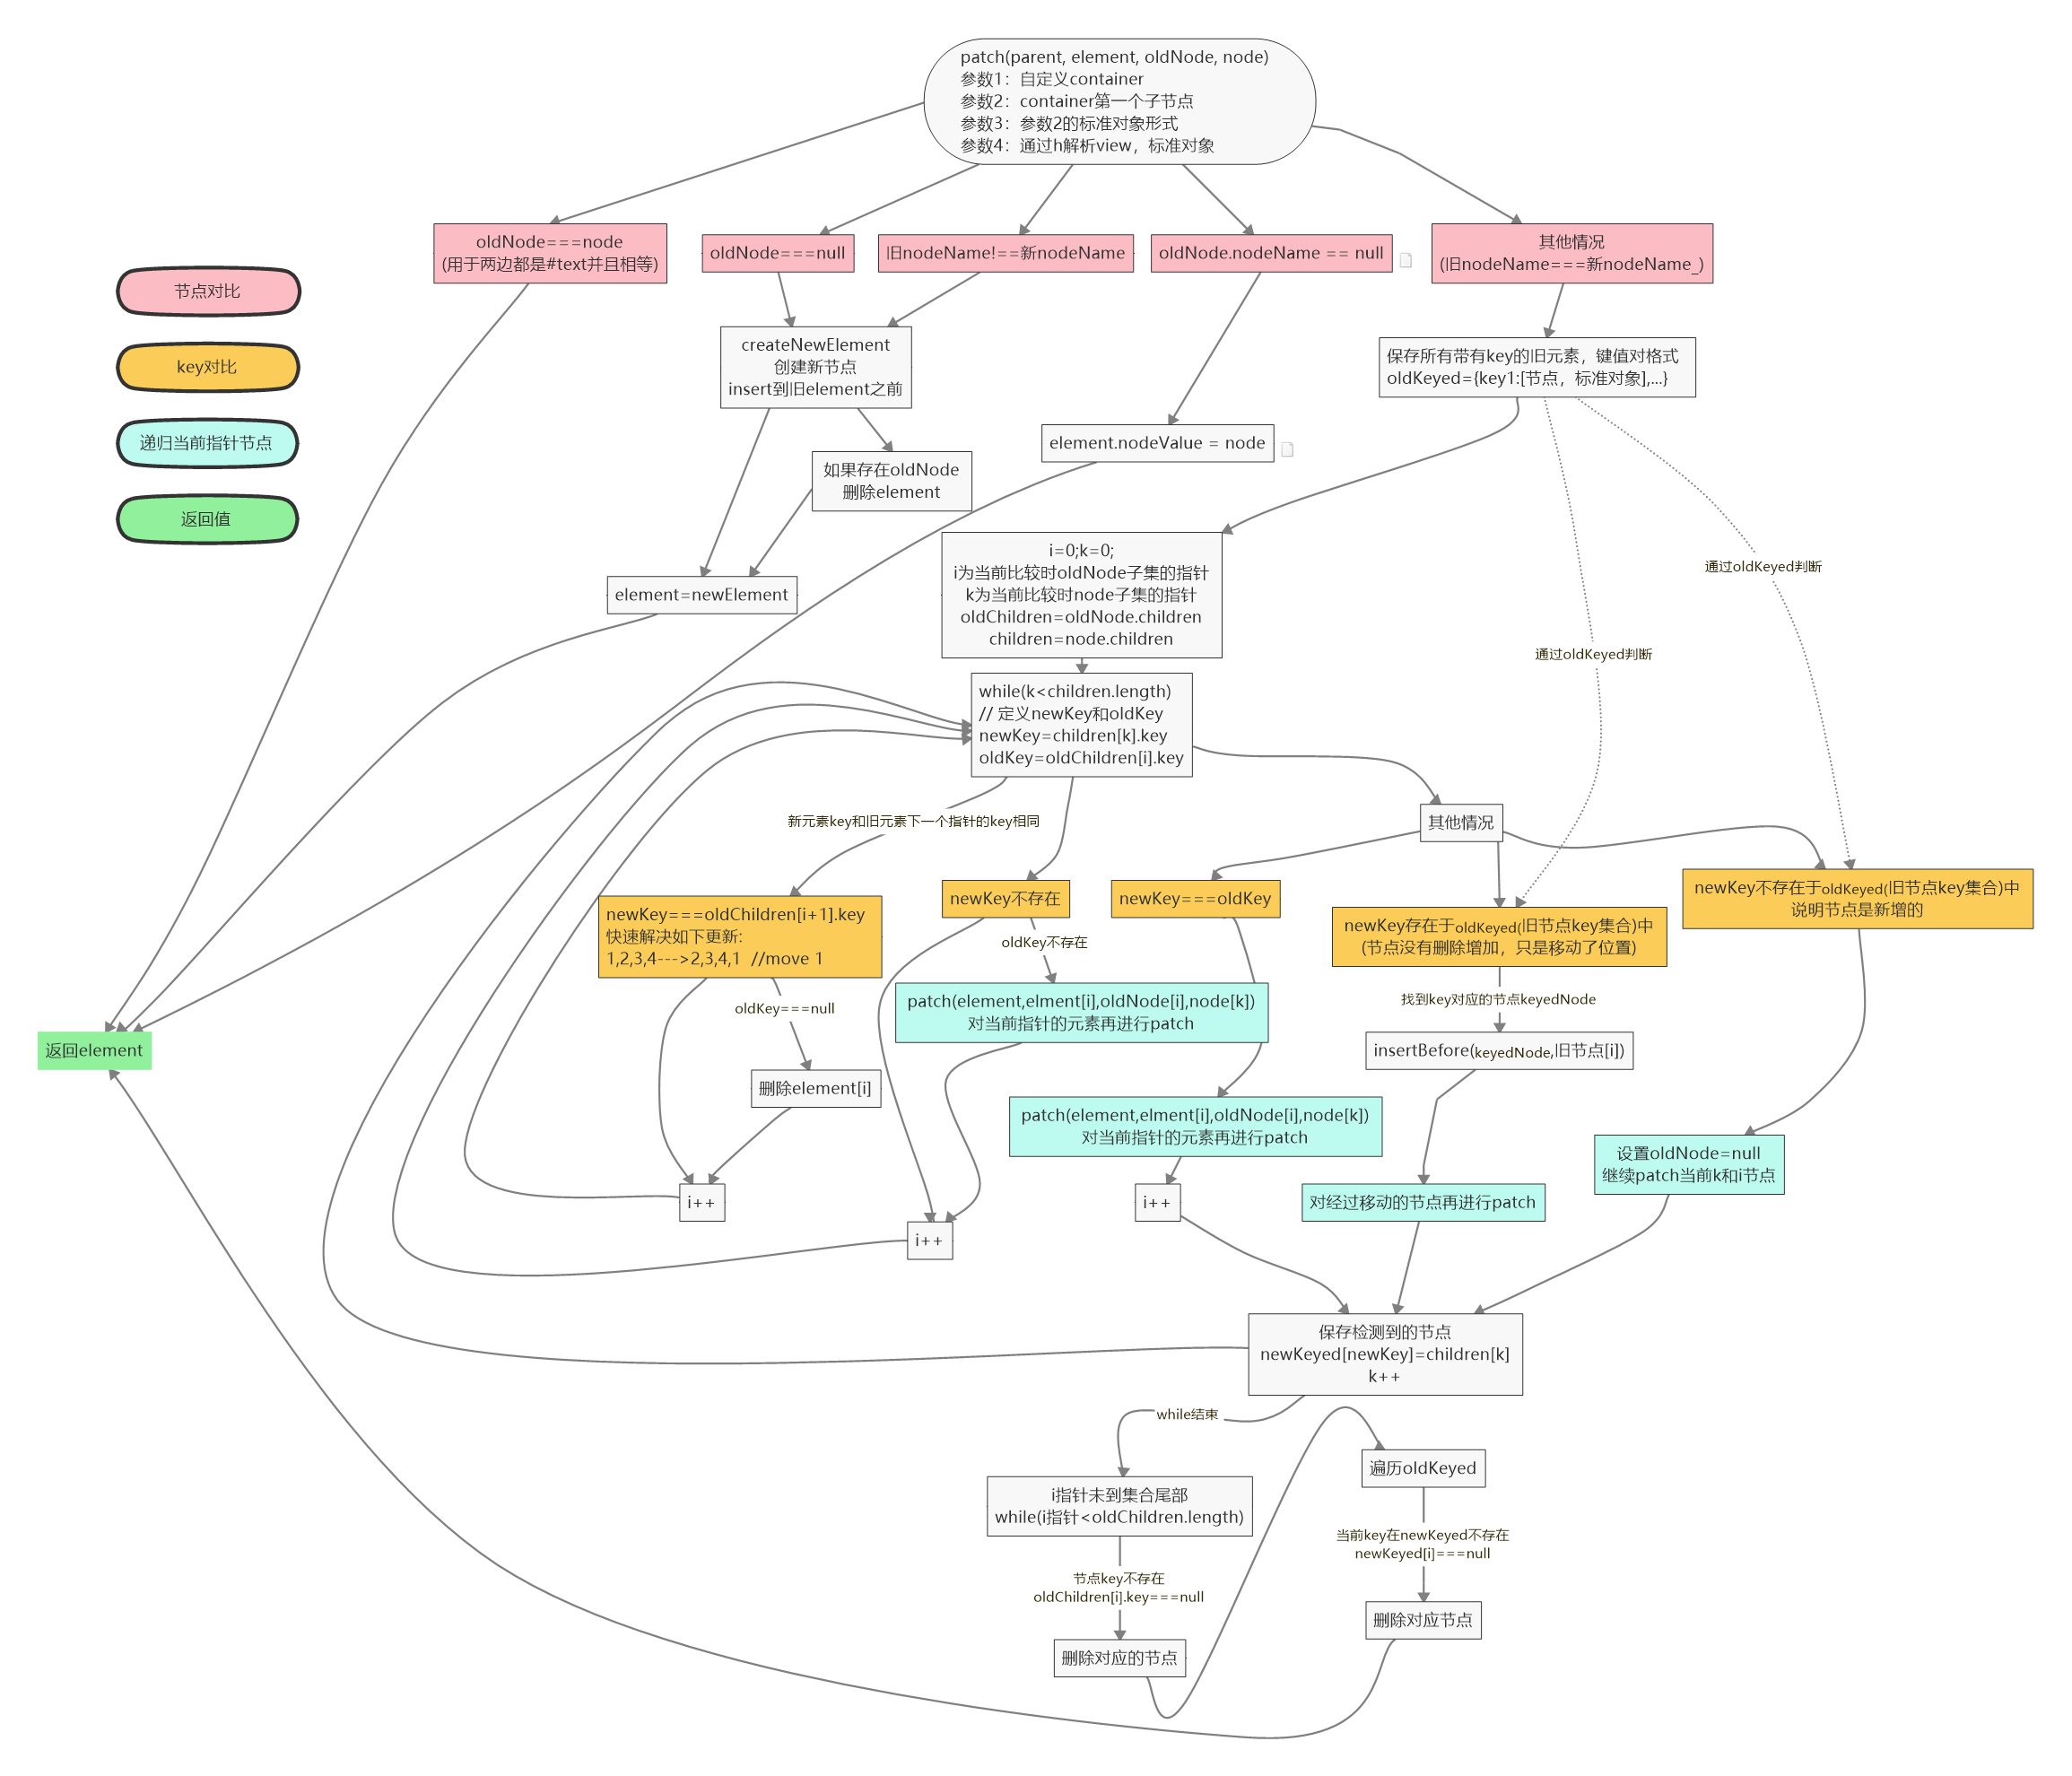 patch(parent, element, oldNode, node)
参数1：自定义container
参数2：container第一个子节点
参数3：参数2的标准对象形式
参数4：通过h解析view，标准对象
oldNode===node
(用于两边都是#text并且相等)
oldNode===null
旧nodeName!==新nodeName
oldNode.nodeName == null
其他情况
(旧nodeName===新nodeName_)
节点对比
key对比
递归当前指针节点
返回值
createNewElement
创建新节点
insert到旧element之前
保存所有带有key的旧元素，键值对格式
oldKeyed={key1:[节点，标准对象],...}
element.nodeValue = node
如果存在oldNode
删除element
element=newElement
i=0;k=0;
i为当前比较时oldNode子集的指针
k为当前比较时node子集的指针
oldChildren=oldNode.children
children=node.children
通过oldKeyed判断
通过oldKeyed判断
while(k<children.length)
// 定义newKey和oldKey
newKey=children[k].key
oldKey=oldChildren[i].key
新元素key和旧元素下一个指针的key相同
其他情况
newKey===oldChildren[i+1].key
快速解决如下更新:
1,2,3,4--->2,3,4,1  //move 1
newKey不存在
newKey===oldKey
newKey存在于oldKeyed(旧节点key集合)中
(节点没有删除增加，只是移动了位置)
newKey不存在于oldKeyed(旧节点key集合)中
说明节点是新增的
oldKey不存在
oldKey===null
patch(element,elment[i],oldNode[i],node[k])
对当前指针的元素再进行patch
找到key对应的节点keyedNode
insertBefore(keyedNode,旧节点[i])
返回element
删除element[i]
patch(element,elment[i],oldNode[i],node[k])
对当前指针的元素再进行patch
设置oldNode=null
继续patch当前k和i节点
i++
i++
i++
对经过移动的节点再进行patch
保存检测到的节点
newKeyed[newKey]=children[k]
k++
while结束
遍历oldKeyed
i指针未到集合尾部
while(i指针<oldChildren.length)
当前key在newKeyed不存在
newKeyed[i]===null
节点key不存在
oldChildren[i].key===null
删除对应节点
删除对应的节点